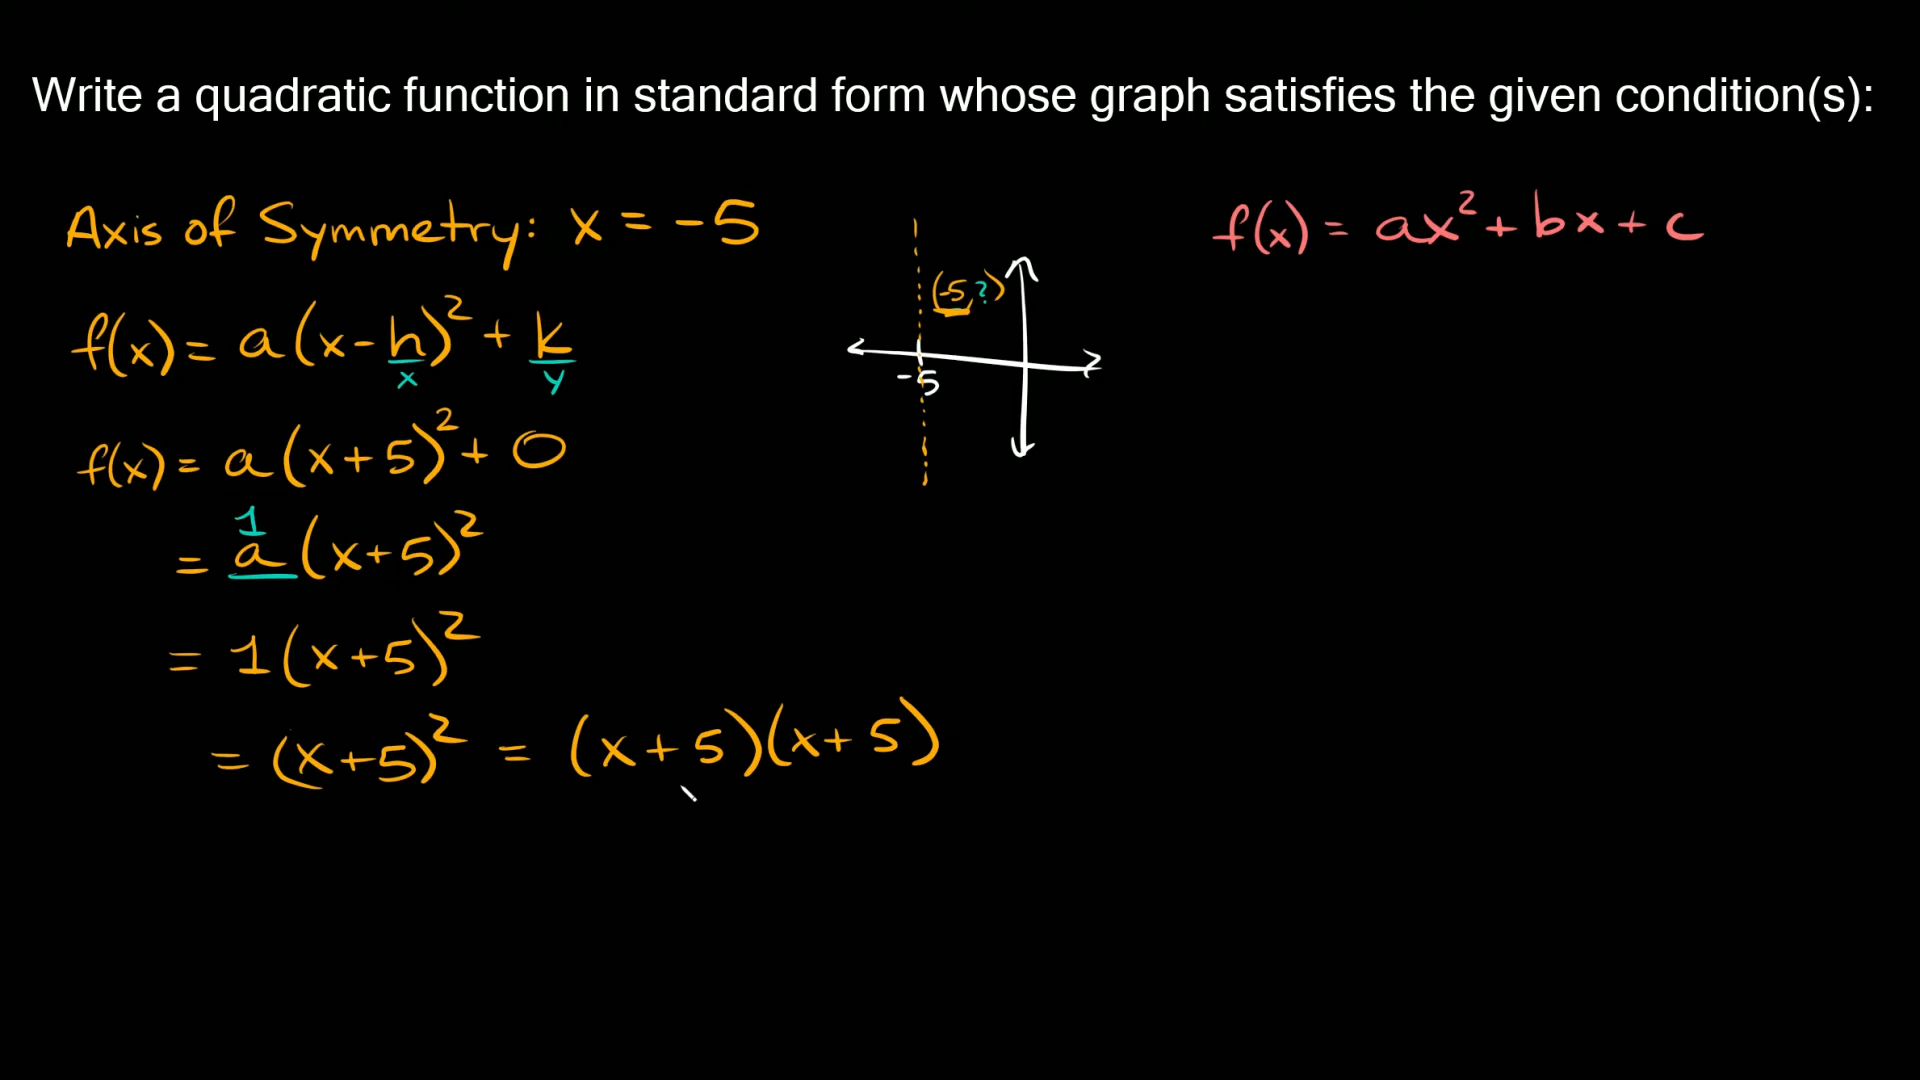 Write a quadratic function in standard form whose graph satisfies the given condition(s):
Axis of Symmetry: x = -5
f(x) = ax² + bx + c
(-5, ?)
-5
f(x) = a(x-h)² + k
x y
f(x) = a(x+5)² + 0
1
= a(x+5)²
= 1(x+5)²
= (x+5)² = (x+5)(x+5)